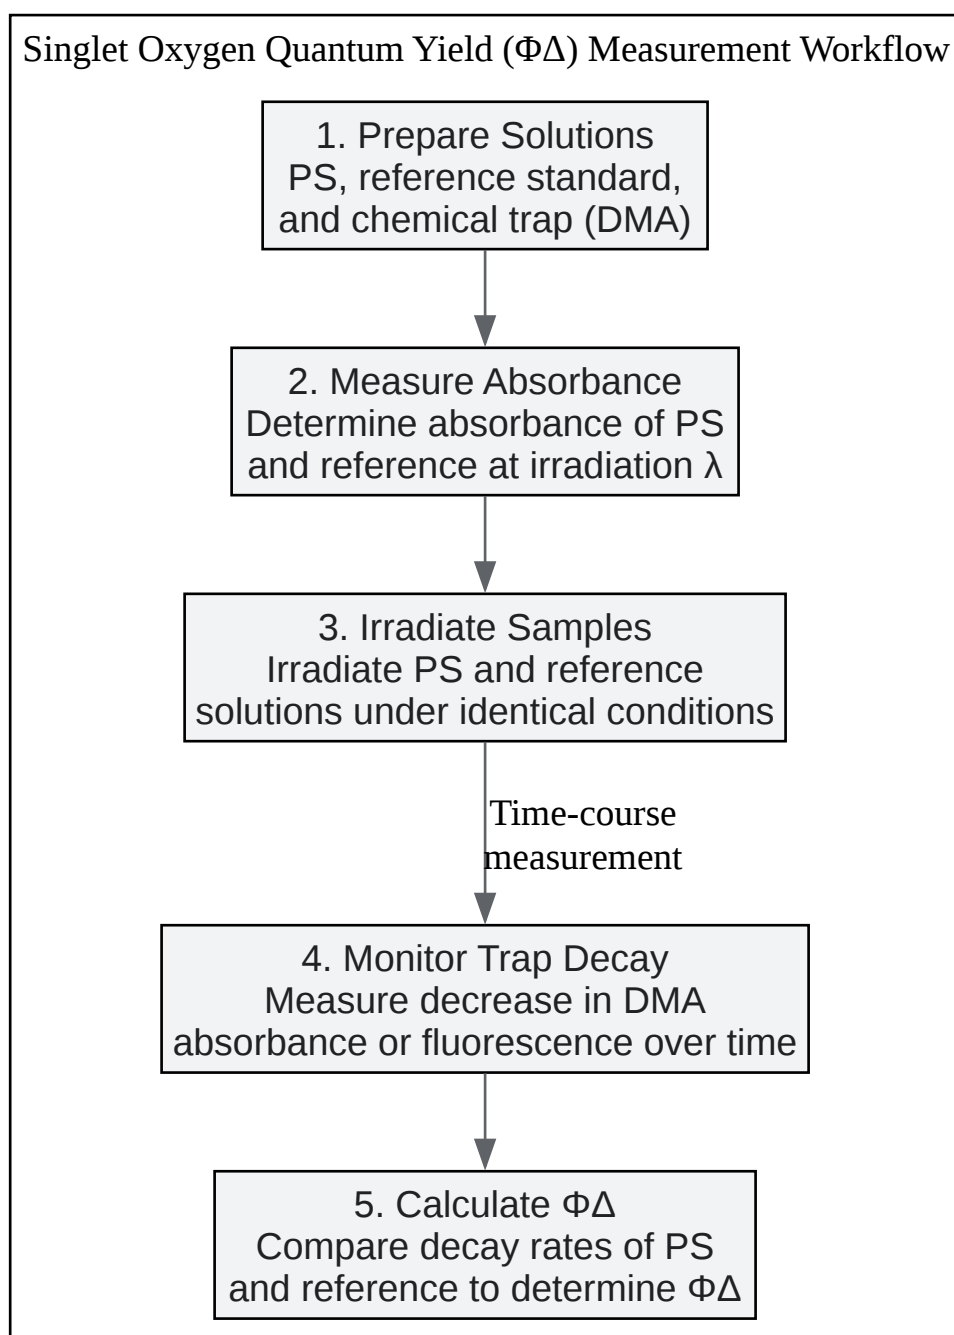 Singlet Oxygen Quantum Yield (ΦΔ) Measurement Workflow
1. Prepare Solutions
PS, reference standard,
and chemical trap (DMA)
2. Measure Absorbance
Determine absorbance of PS
and reference at irradiation λ
3. Irradiate Samples
Irradiate PS and reference
solutions under identical conditions
Time-course
measurement
4. Monitor Trap Decay
Measure decrease in DMA
absorbance or fluorescence over time
5. Calculate ΦΔ
Compare decay rates of PS
and reference to determine ΦΔ